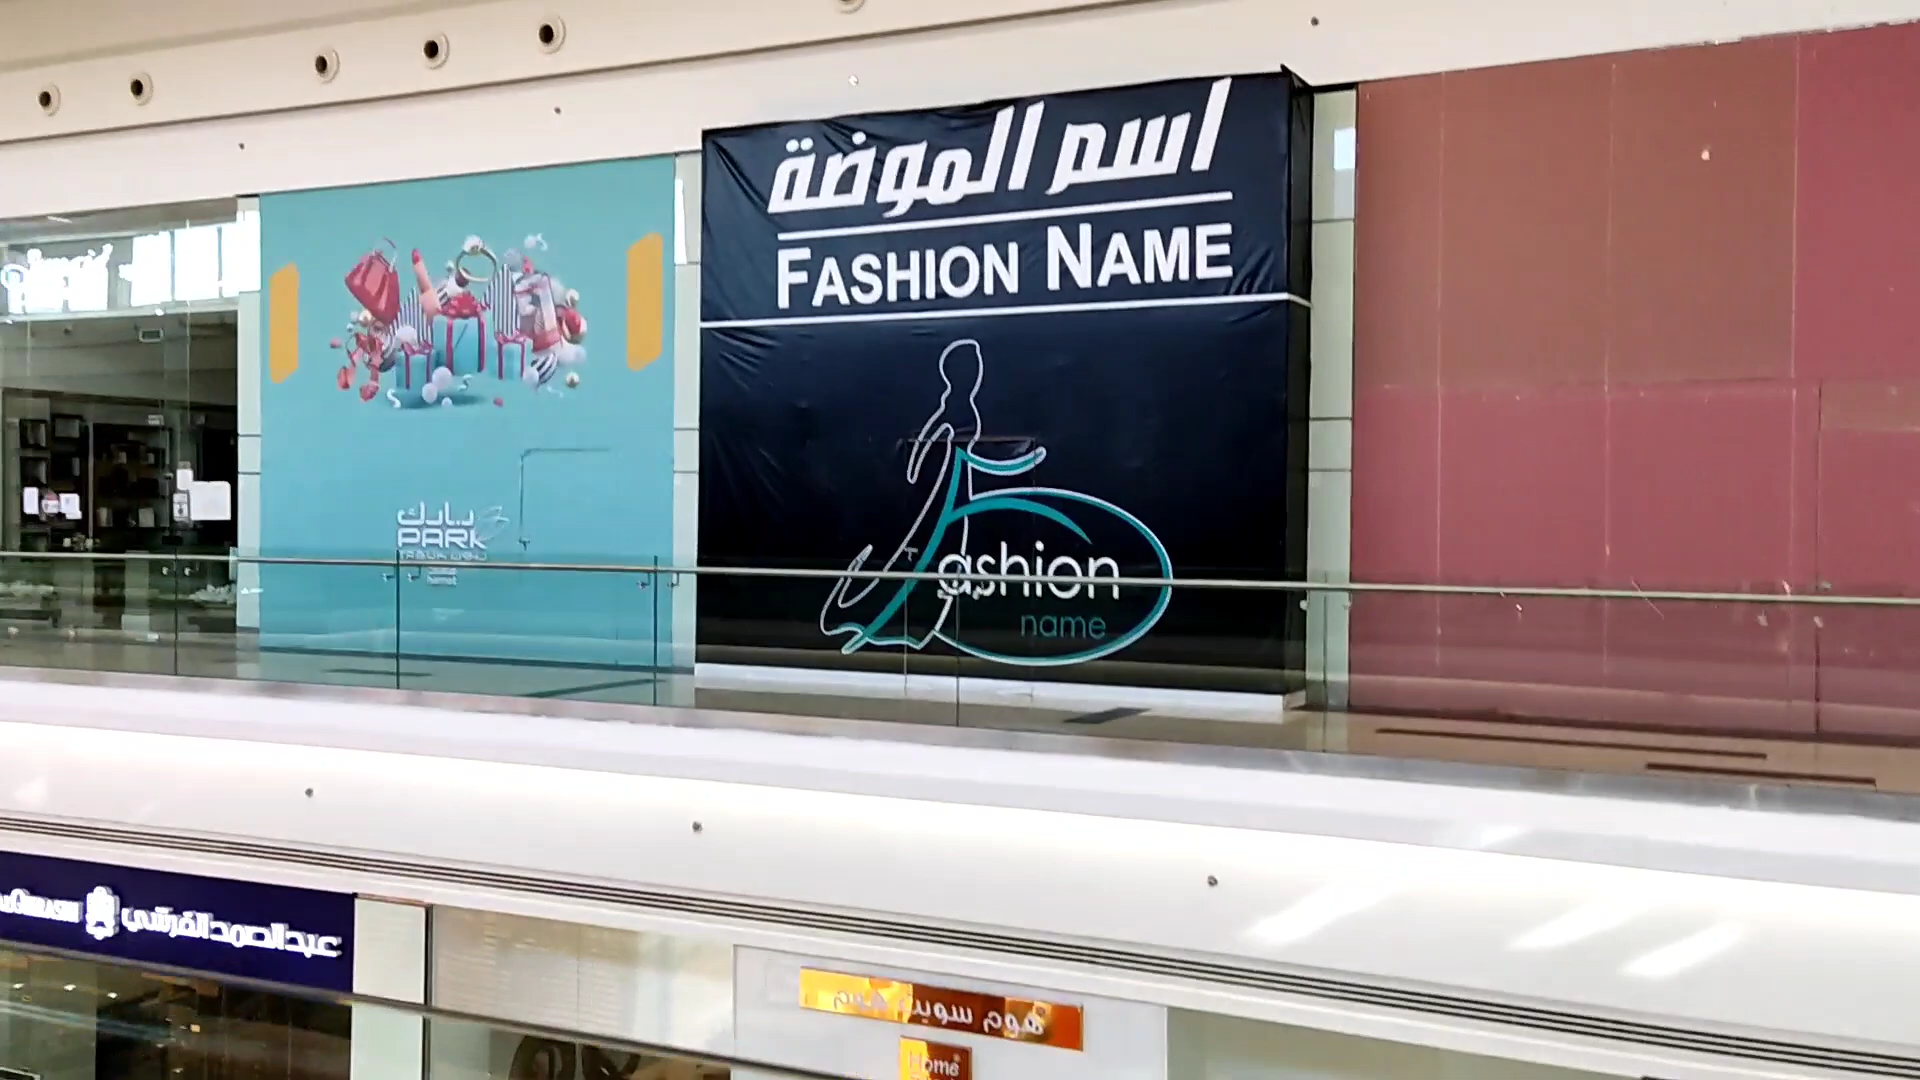 اسم الموضة
FASHION NAME
Fashion
name
بارك
PARK
عبدالصمد القرشي
هوم سويت هوم
Home